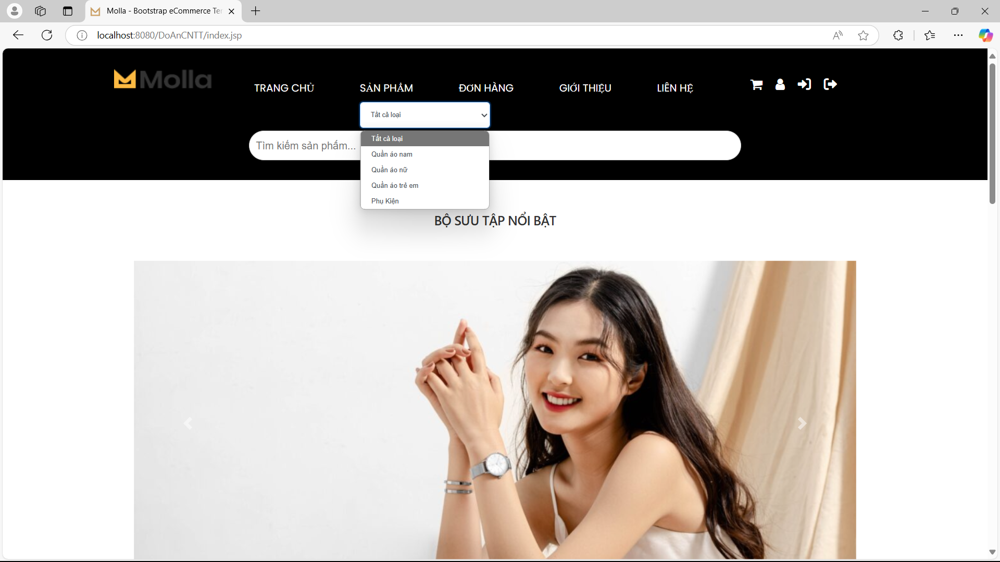 Molla - Bootstrap eCommerce Ter
localhost:8080/DoAnCNTT/index.jsp
Molla
TRANG CHỦ
SẢN PHẨM
ĐƠN HÀNG
GIỚI THIỆU
LIÊN HỆ
Tất cả loại
Tìm kiếm sản phẩm...
Tất cả loại
Quần áo nam
Quần áo nữ
Quần áo trẻ em
Phụ Kiện
BỘ SƯU TẬP NỔI BẬT